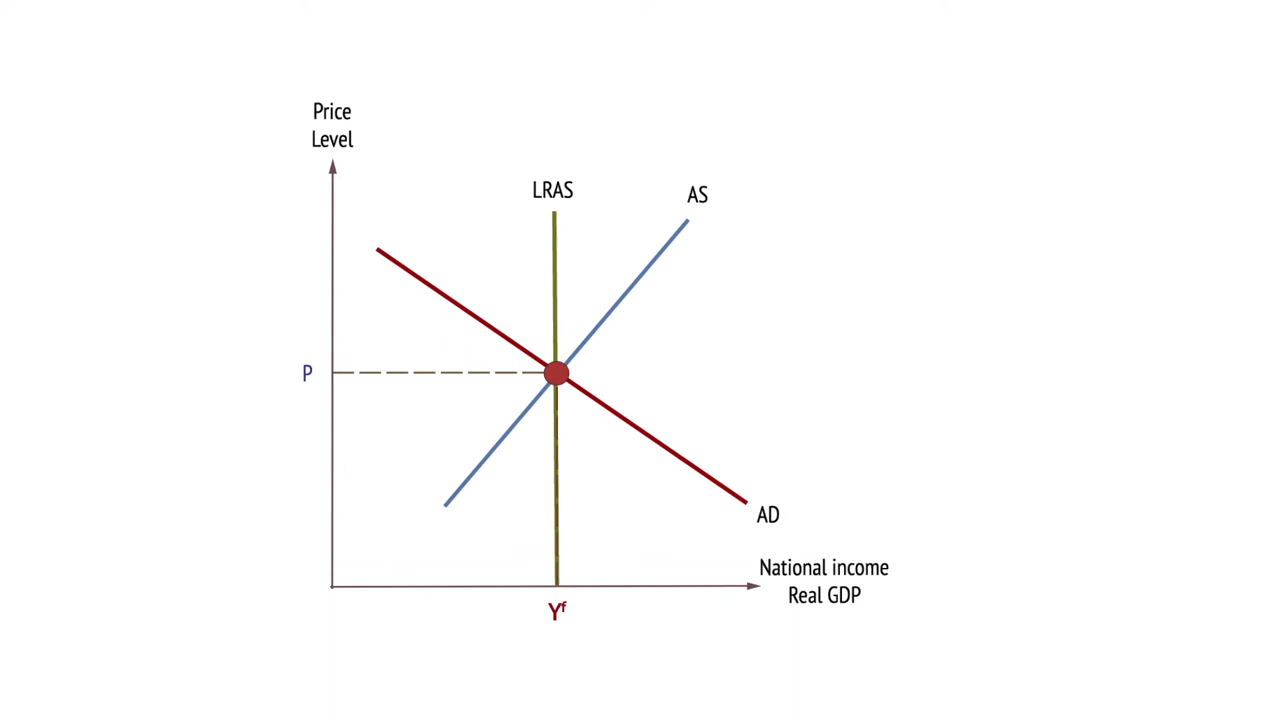 Price
Level
LRAS
AS
P
AD
National income
Real GDP
Yᶠ